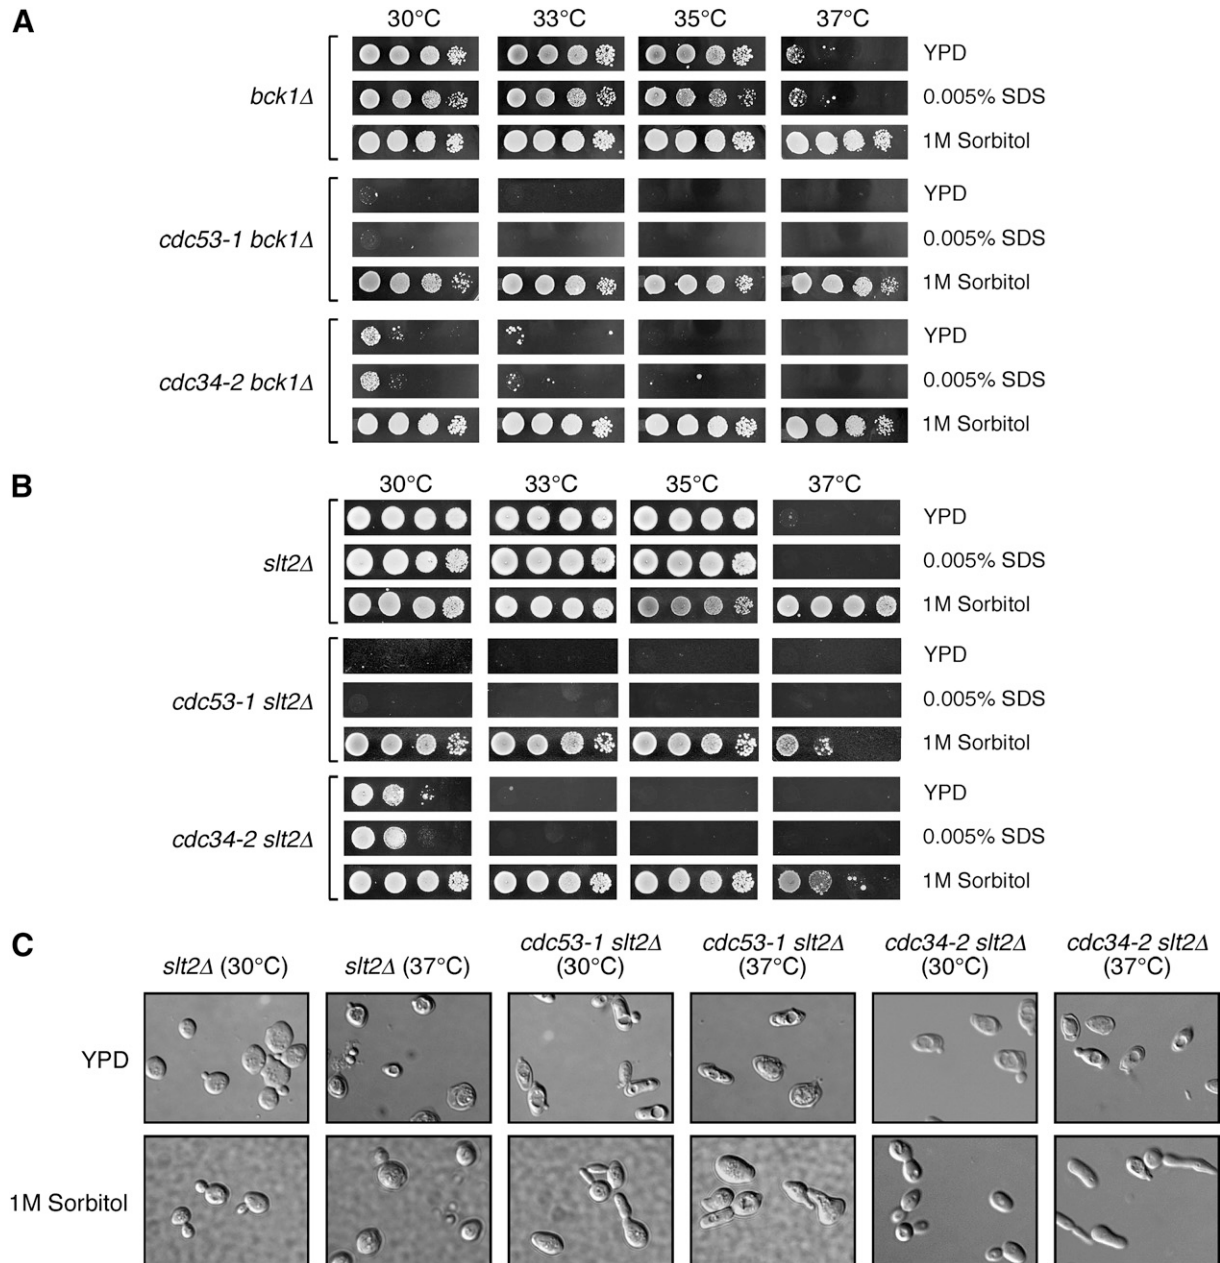 A
30°C 33°C 35°C 37°C
bck1Δ
YPD
0.005% SDS
1M Sorbitol
cdc53-1 bck1Δ
YPD
0.005% SDS
1M Sorbitol
cdc34-2 bck1Δ
YPD
0.005% SDS
1M Sorbitol
B
30°C 33°C 35°C 37°C
slt2Δ
YPD
0.005% SDS
1M Sorbitol
cdc53-1 slt2Δ
YPD
0.005% SDS
1M Sorbitol
cdc34-2 slt2Δ
YPD
0.005% SDS
1M Sorbitol
C
slt2Δ (30°C)
slt2Δ (37°C)
cdc53-1 slt2Δ
(30°C)
cdc53-1 slt2Δ
(37°C)
cdc34-2 slt2Δ
(30°C)
cdc34-2 slt2Δ
(37°C)
YPD
1M Sorbitol